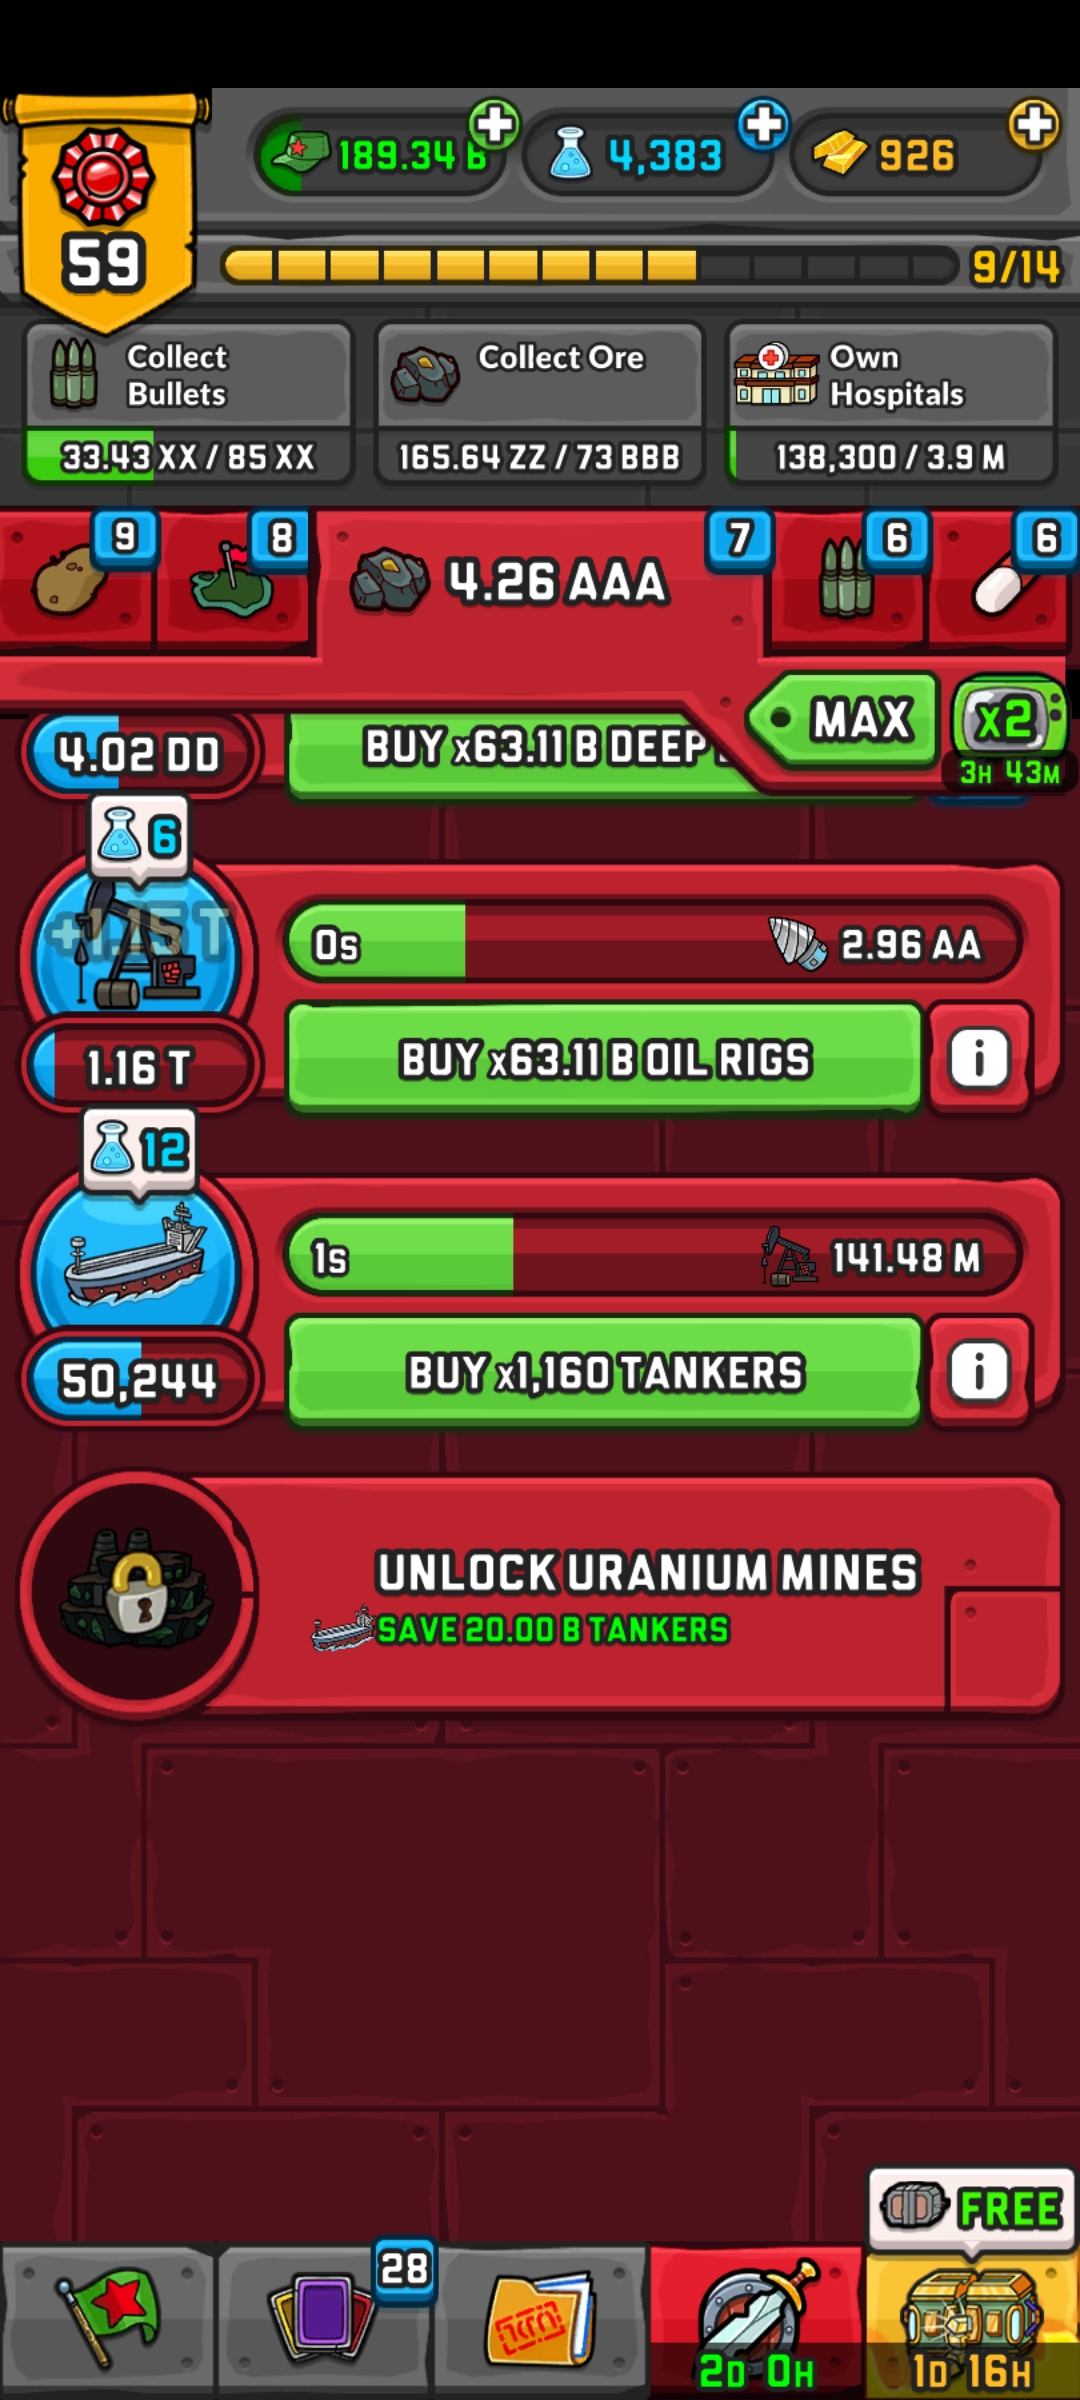 59
189.34 B
4,383
926
9/14
Collect
Bullets
33.43 XX / 85 XX
Collect Ore
165.64 ZZ / 73 BBB
Own
Hospitals
138,300 / 3.9 M
9
8
4.26 AAA
7
6
6
MAX
x2
3H 43M
4.02 DD
BUY x63.11 B DEEP
6
+1.15 T
0s
2.96 AA
1.16 T
BUY x63.11 B OIL RIGS
i
12
1s
141.48 M
50,244
BUY x1,160 TANKERS
i
UNLOCK URANIUM MINES
SAVE 20.00 B TANKERS
FREE
28
2D 0H
1D 16H